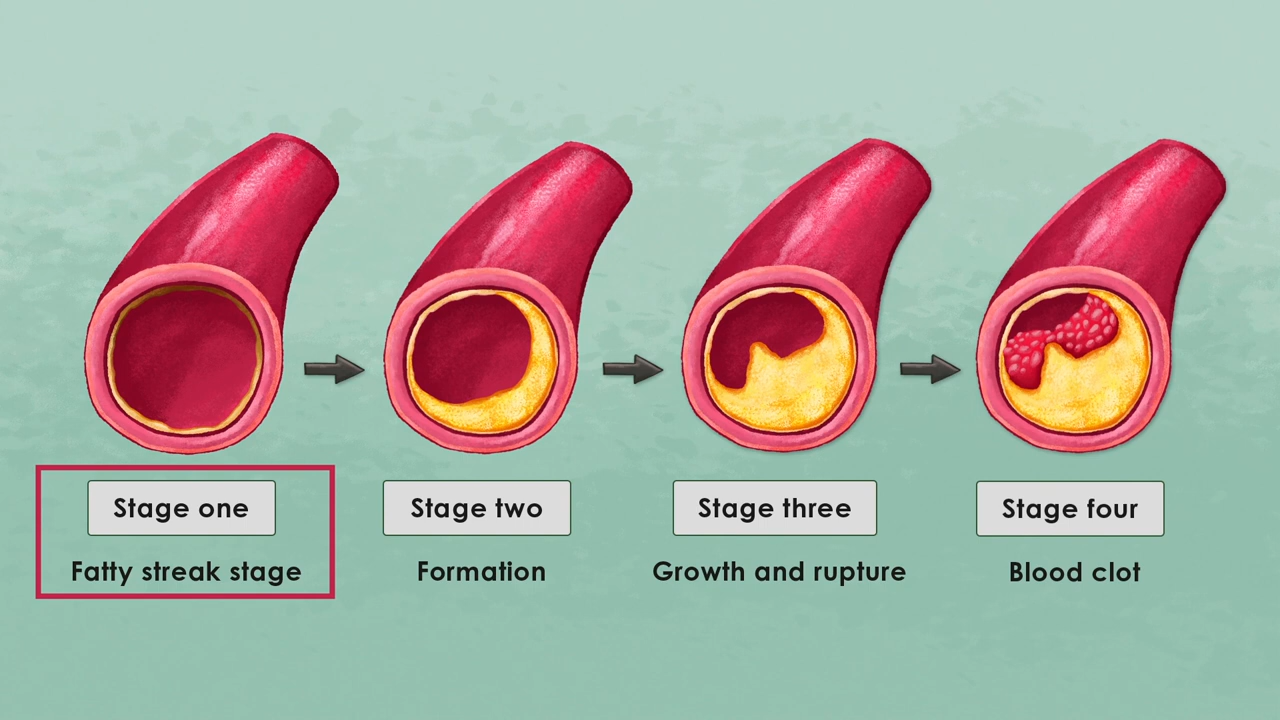 Stage one
Fatty streak stage
Stage two
Formation
Stage three
Growth and rupture
Stage four
Blood clot